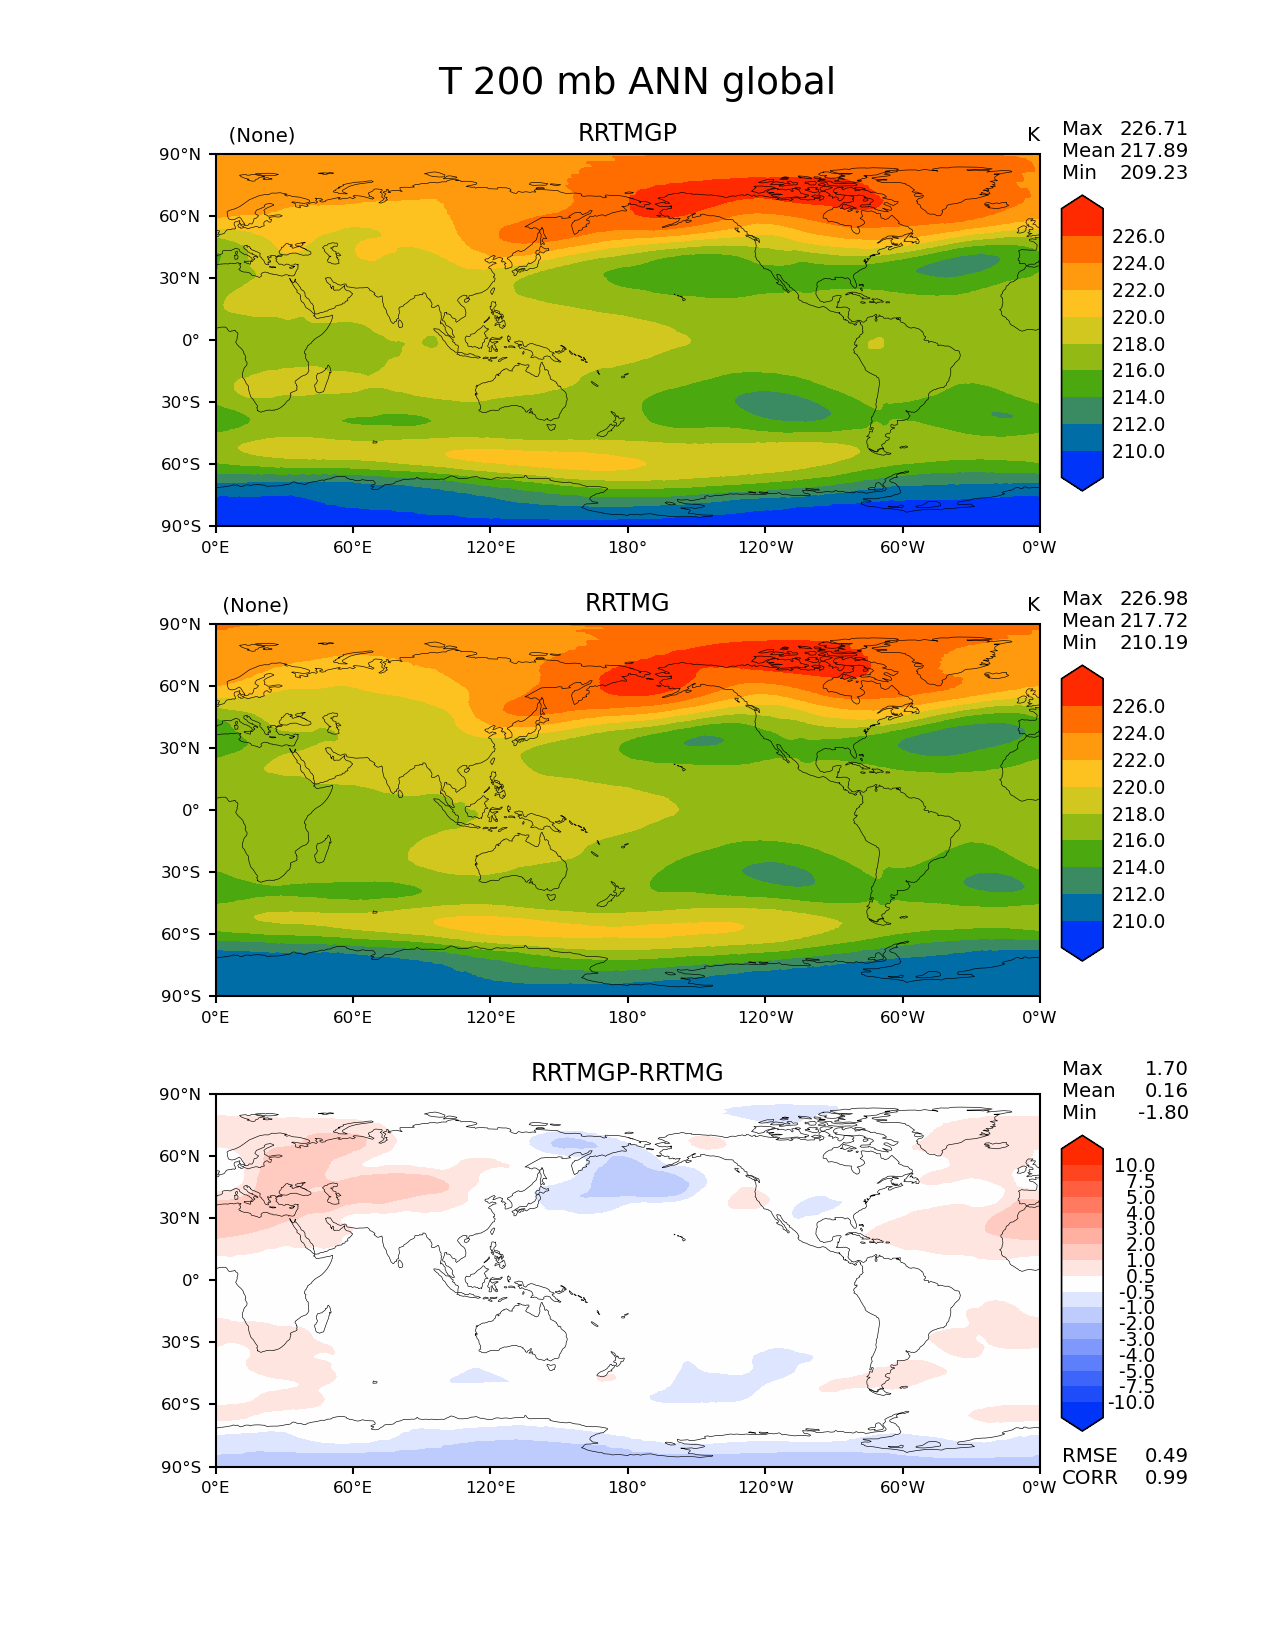 T 200 mb ANN global
(None) RRTMGP K
Max 226.71
Mean 217.89
Min 209.23
90°N
60°N
30°N
0°
30°S
60°S
90°S
0°E 60°E 120°E 180° 120°W 60°W 0°W
226.0
224.0
222.0
220.0
218.0
216.0
214.0
212.0
210.0
(None) RRTMG K
Max 226.98
Mean 217.72
Min 210.19
90°N
60°N
30°N
0°
30°S
60°S
90°S
0°E 60°E 120°E 180° 120°W 60°W 0°W
226.0
224.0
222.0
220.0
218.0
216.0
214.0
212.0
210.0
RRTMGP-RRTMG
Max 1.70
Mean 0.16
Min -1.80
90°N
60°N
30°N
0°
30°S
60°S
90°S
0°E 60°E 120°E 180° 120°W 60°W 0°W
10.0
7.5
5.0
4.0
3.0
2.0
1.0
0.5
-0.5
-1.0
-2.0
-3.0
-4.0
-5.0
-7.5
-10.0
RMSE 0.49
CORR 0.99